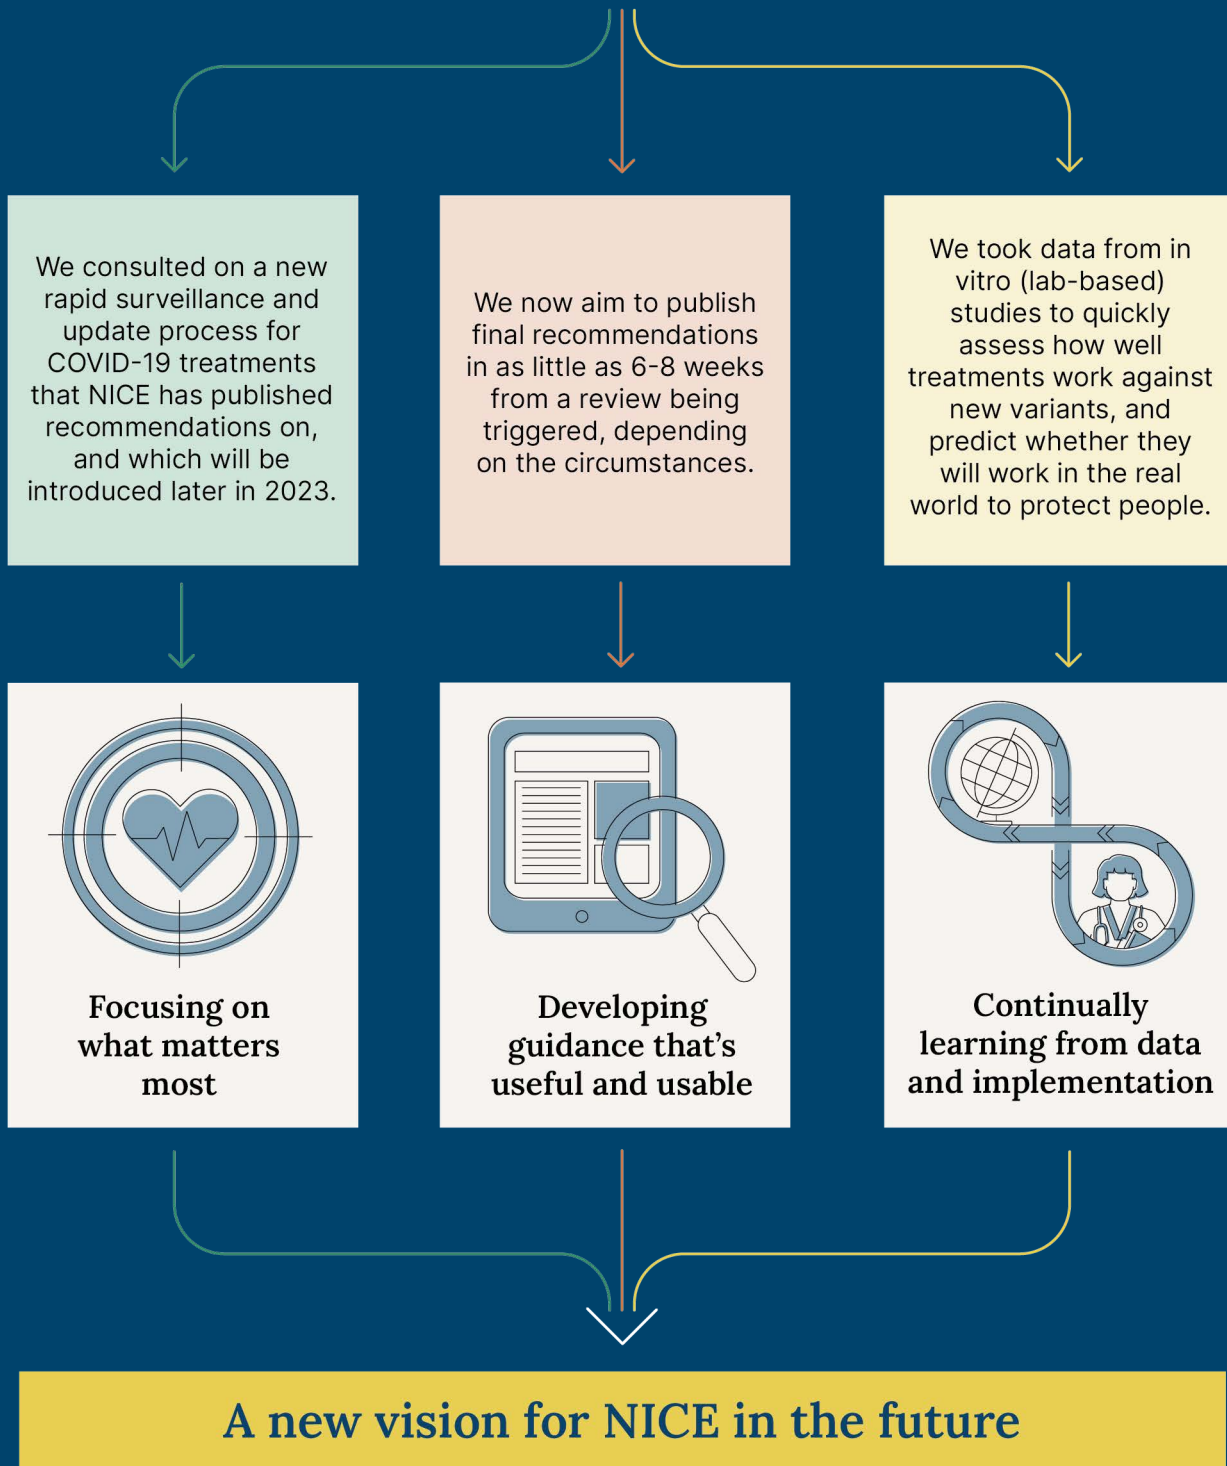 We consulted on a new
rapid surveillance and
update process for
COVID-19 treatments
that NICE has published
recommendations on,
and which will be
introduced later in 2023.
We now aim to publish
final recommendations
in as little as 6-8 weeks
from a review being
triggered, depending
on the circumstances.
We took data from in
vitro (lab-based)
studies to quickly
assess how well
treatments work against
new variants, and
predict whether they
will work in the real
world to protect people.
Focusing on
what matters
most
Developing
guidance that’s
useful and usable
Continually
learning from data
and implementation
A new vision for NICE in the future